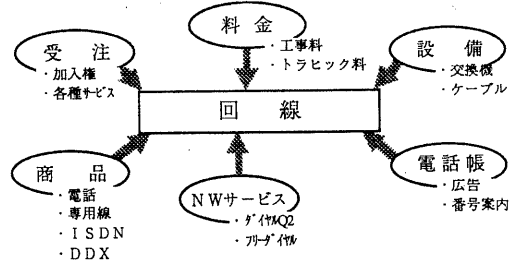 受注
・加入権
・各種ｻｰﾋﾞｽ
料金
・工事料
・トラヒック料
設備
・交換機
・ケーブル
回線
商品
・電話
・専用線
・ＩＳＤＮ
・ＤＤＸ
ＮＷサービス
・ﾀﾞｲﾔﾙQ2
・ﾌﾘｰﾀﾞｲﾔﾙ
電話帳
・広告
・番号案内